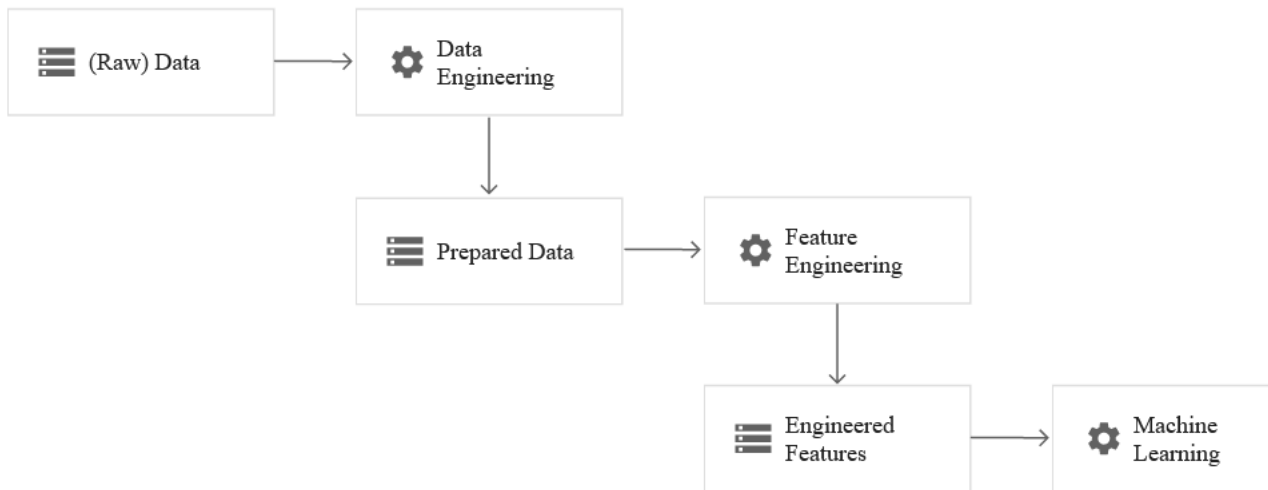 (Raw) Data
Data
Engineering
Prepared Data
Feature
Engineering
Engineered
Features
Machine
Learning